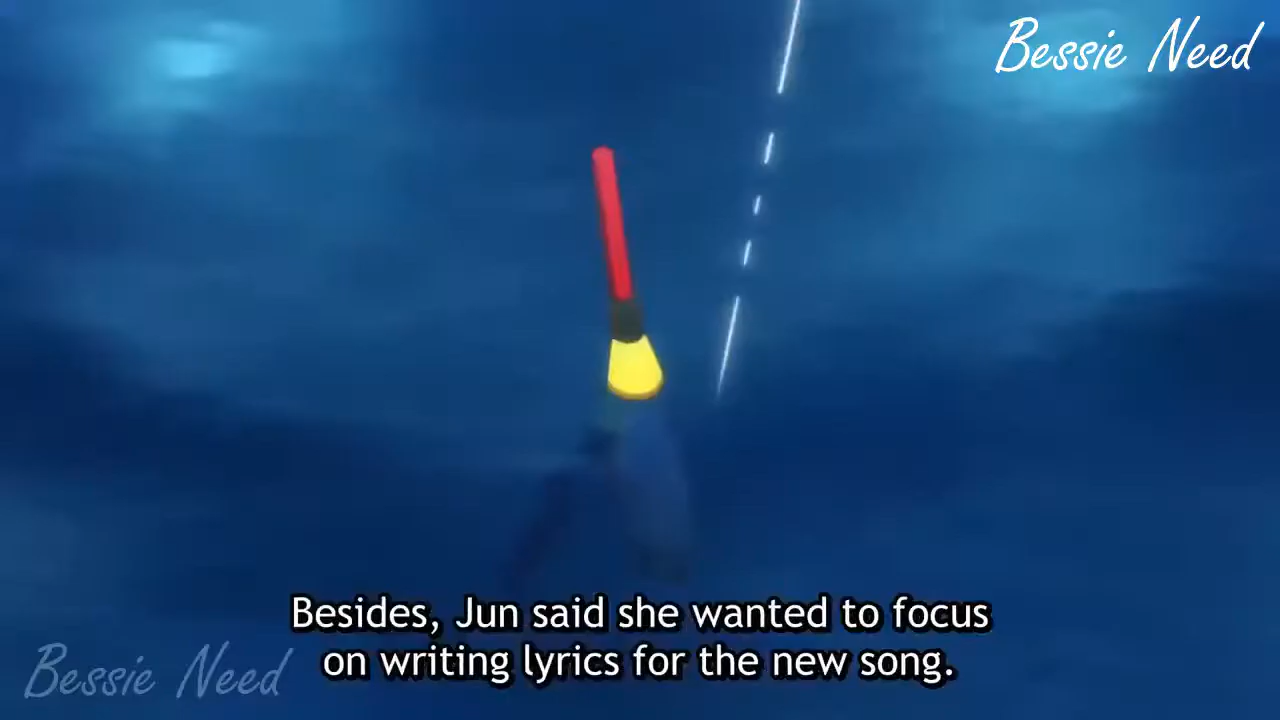 Bessie Need
Besides, Jun said she wanted to focus
on writing lyrics for the new song.
Bessie Need